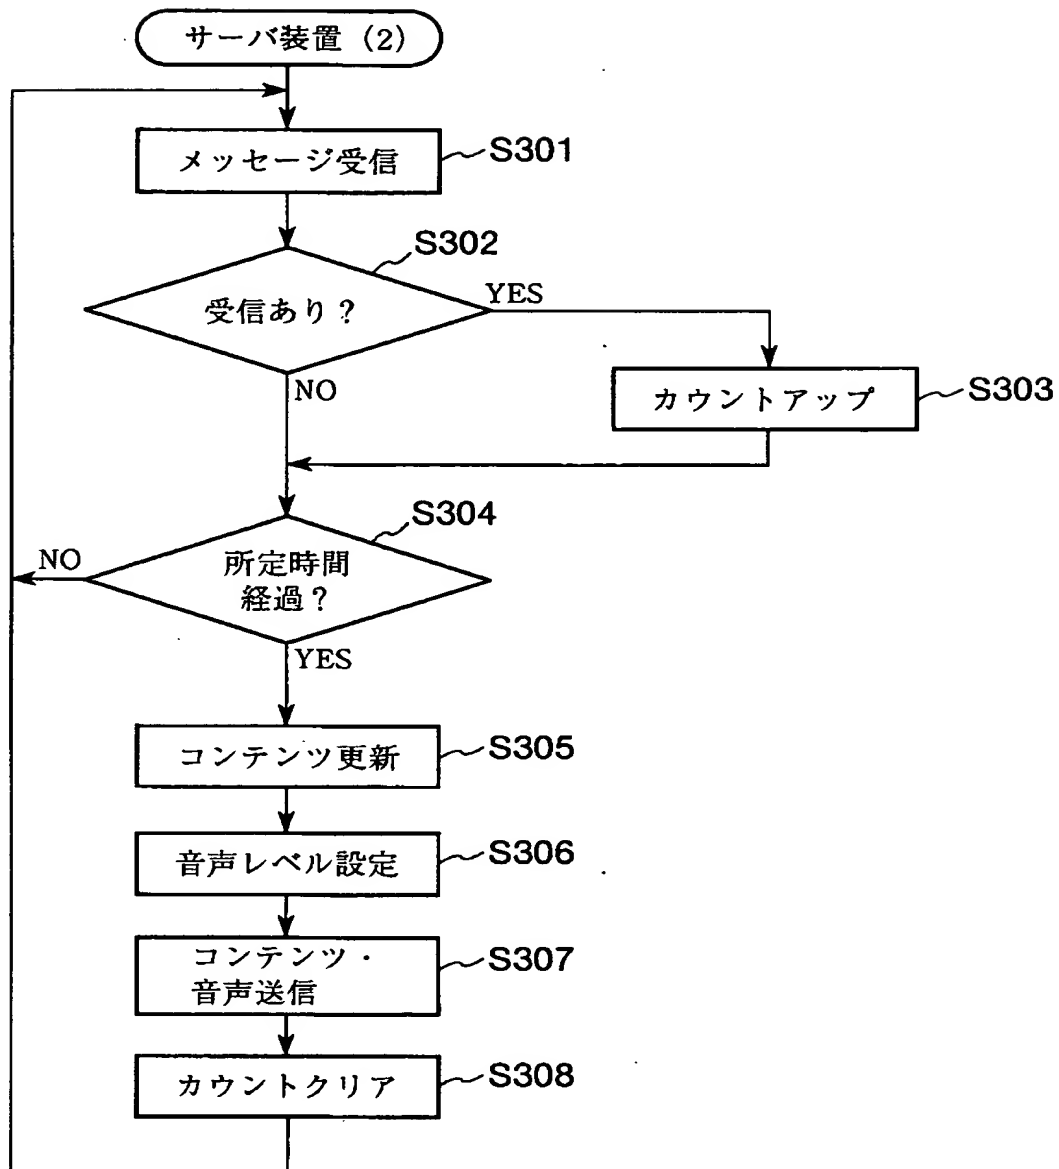 サーバ装置 (2)
メッセージ受信
S301
S302
受信あり?
YES
NO
カウントアップ
S303
S304
所定時間
経過?
NO
YES
コンテンツ更新
S305
音声レベル設定
S306
コンテンツ・
音声送信
S307
カウントクリア
S308